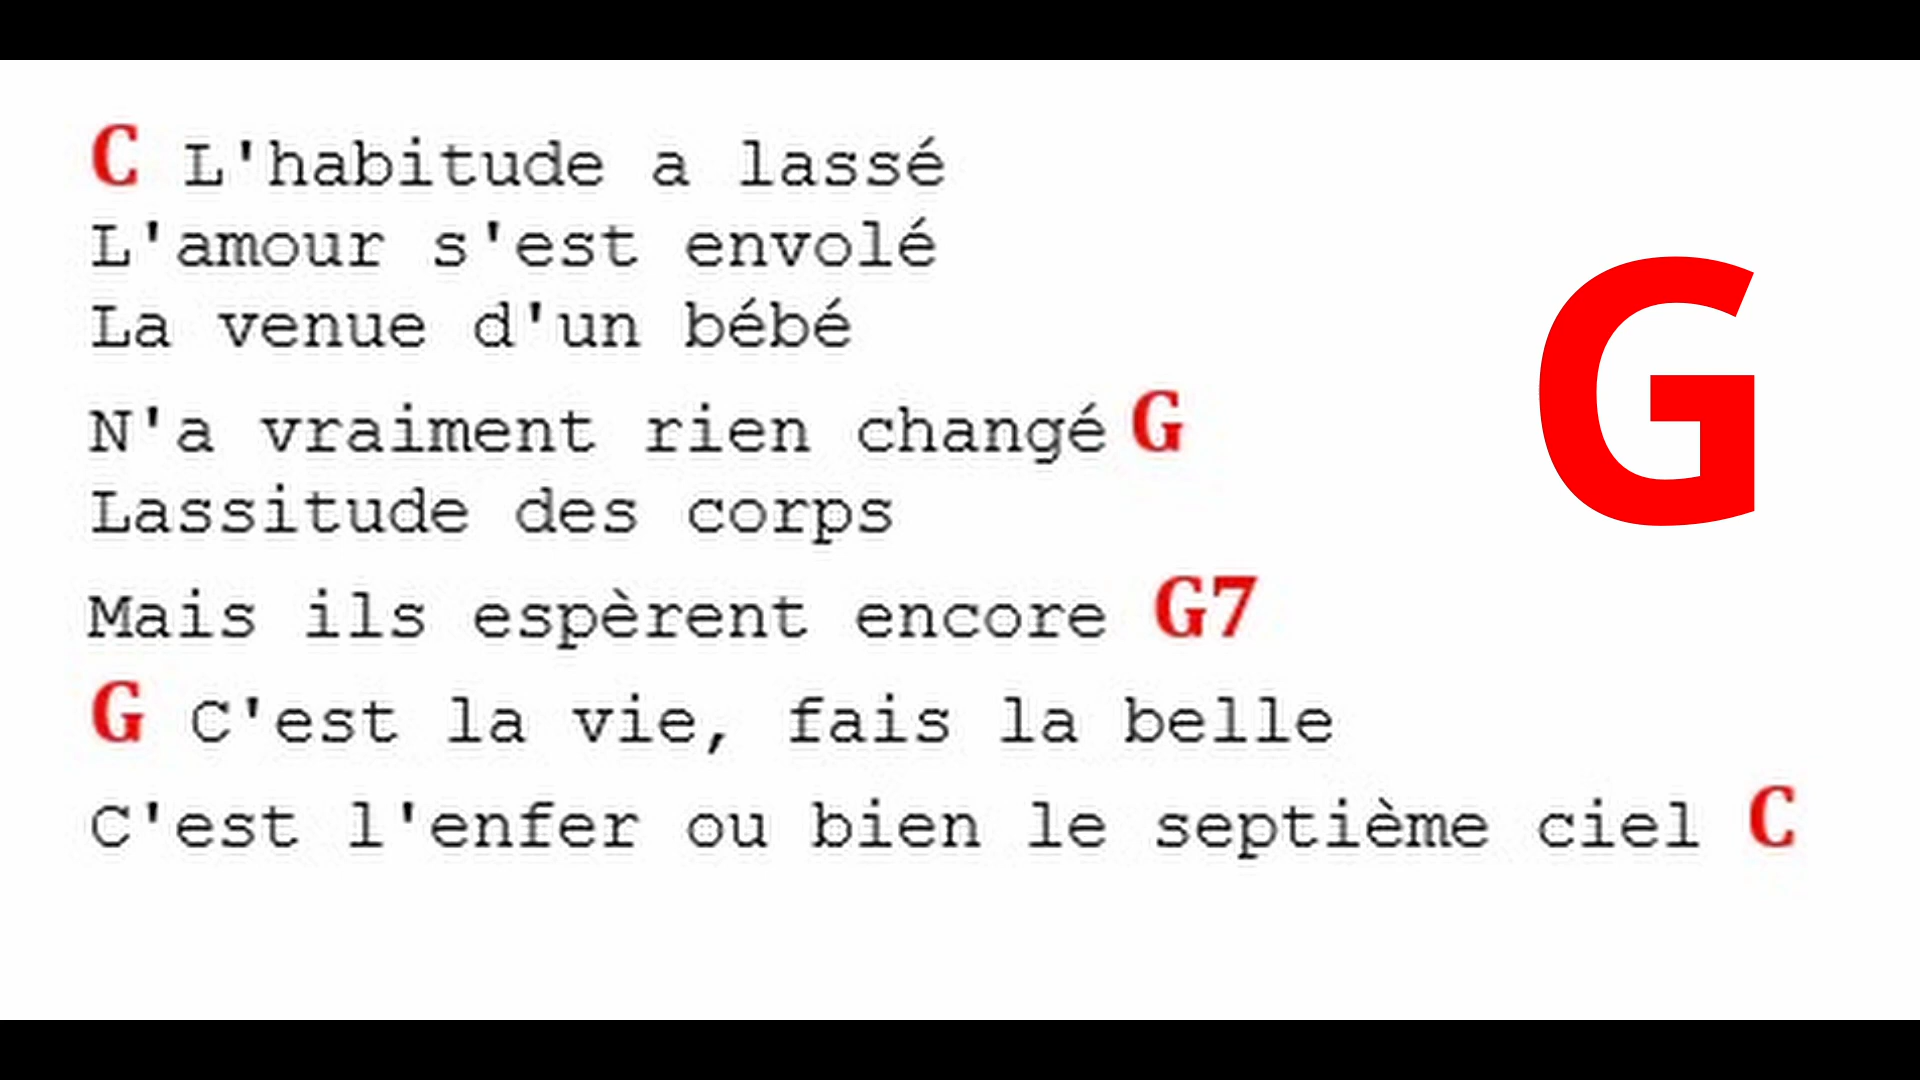 C L'habitude a lassé
L'amour s'est envolé
La venue d'un bébé
N'a vraiment rien changé G
Lassitude des corps
Mais ils espèrent encore G7
G C'est la vie, fais la belle
C'est l'enfer ou bien le septième ciel C
G